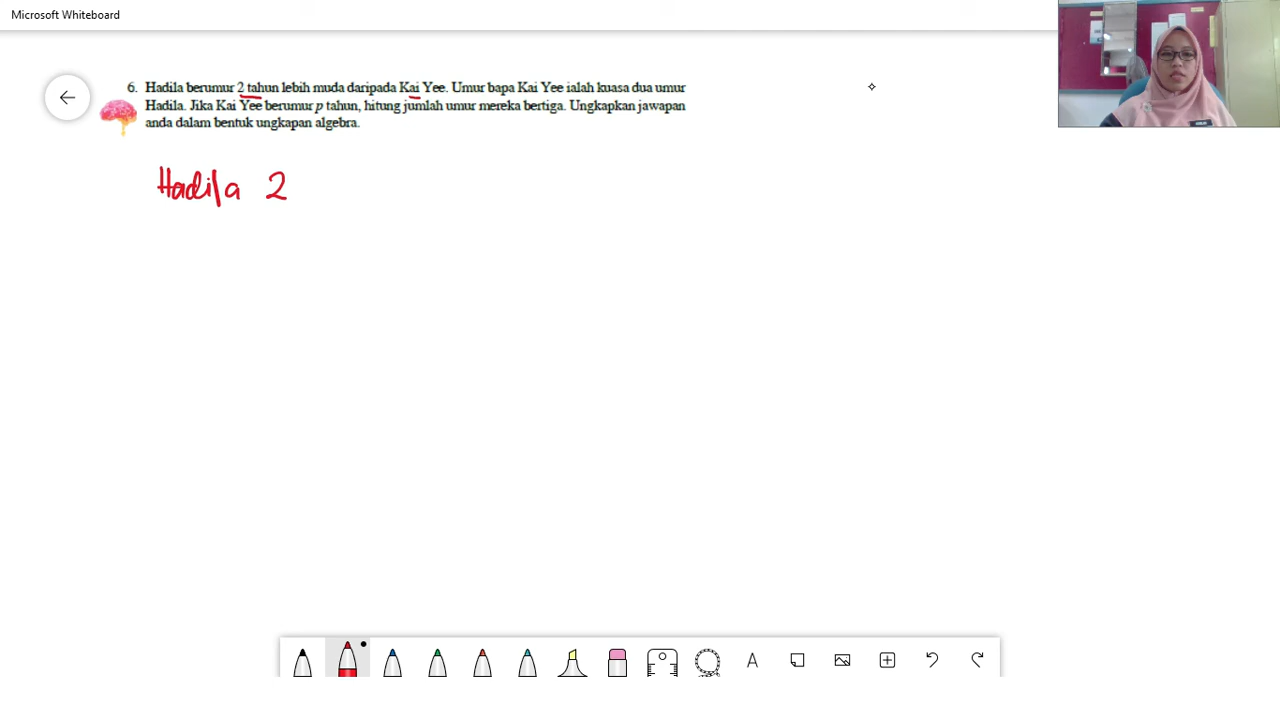 Microsoft Whiteboard
6. Hadila berumur 2 tahun lebih muda daripada Kai Yee. Umur bapa Kai Yee ialah kuasa dua umur
Hadila. Jika Kai Yee berumur p tahun, hitung jumlah umur mereka bertiga. Ungkapkan jawapan
anda dalam bentuk ungkapan algebra.
Hadila 2
A